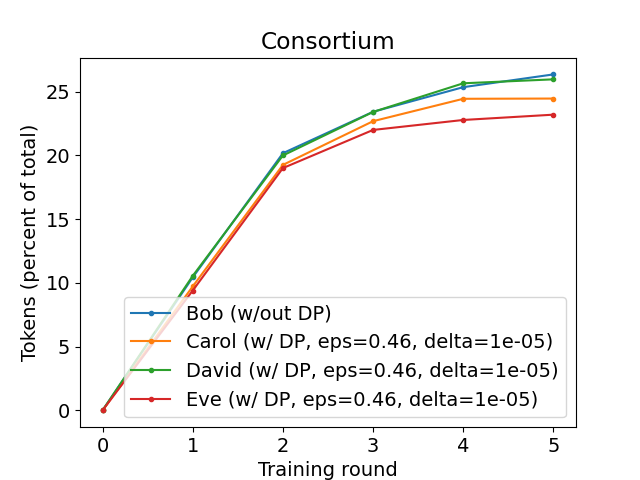 Consortium
Tokens (percent of total)
25
20
15
10
5
0
Bob (w/out DP)
Carol (w/ DP, eps=0.46, delta=1e-05)
David (w/ DP, eps=0.46, delta=1e-05)
Eve (w/ DP, eps=0.46, delta=1e-05)
0 1 2 3 4 5
Training round